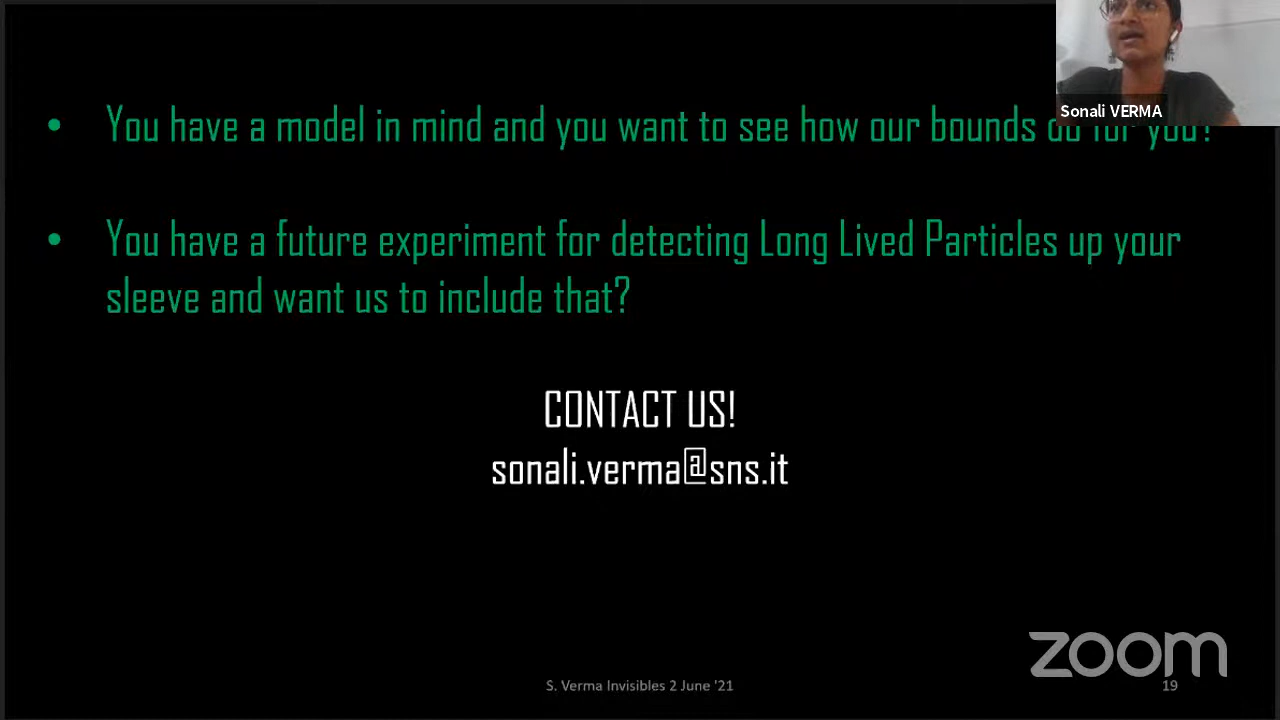 • You have a model in mind and you want to see how our bounds do for you?
Sonali VERMA
• You have a future experiment for detecting Long Lived Particles up your
sleeve and want us to include that?
CONTACT US!
sonali.verma@sns.it
zoom
S. Verma Invisibles 2 June '21
19